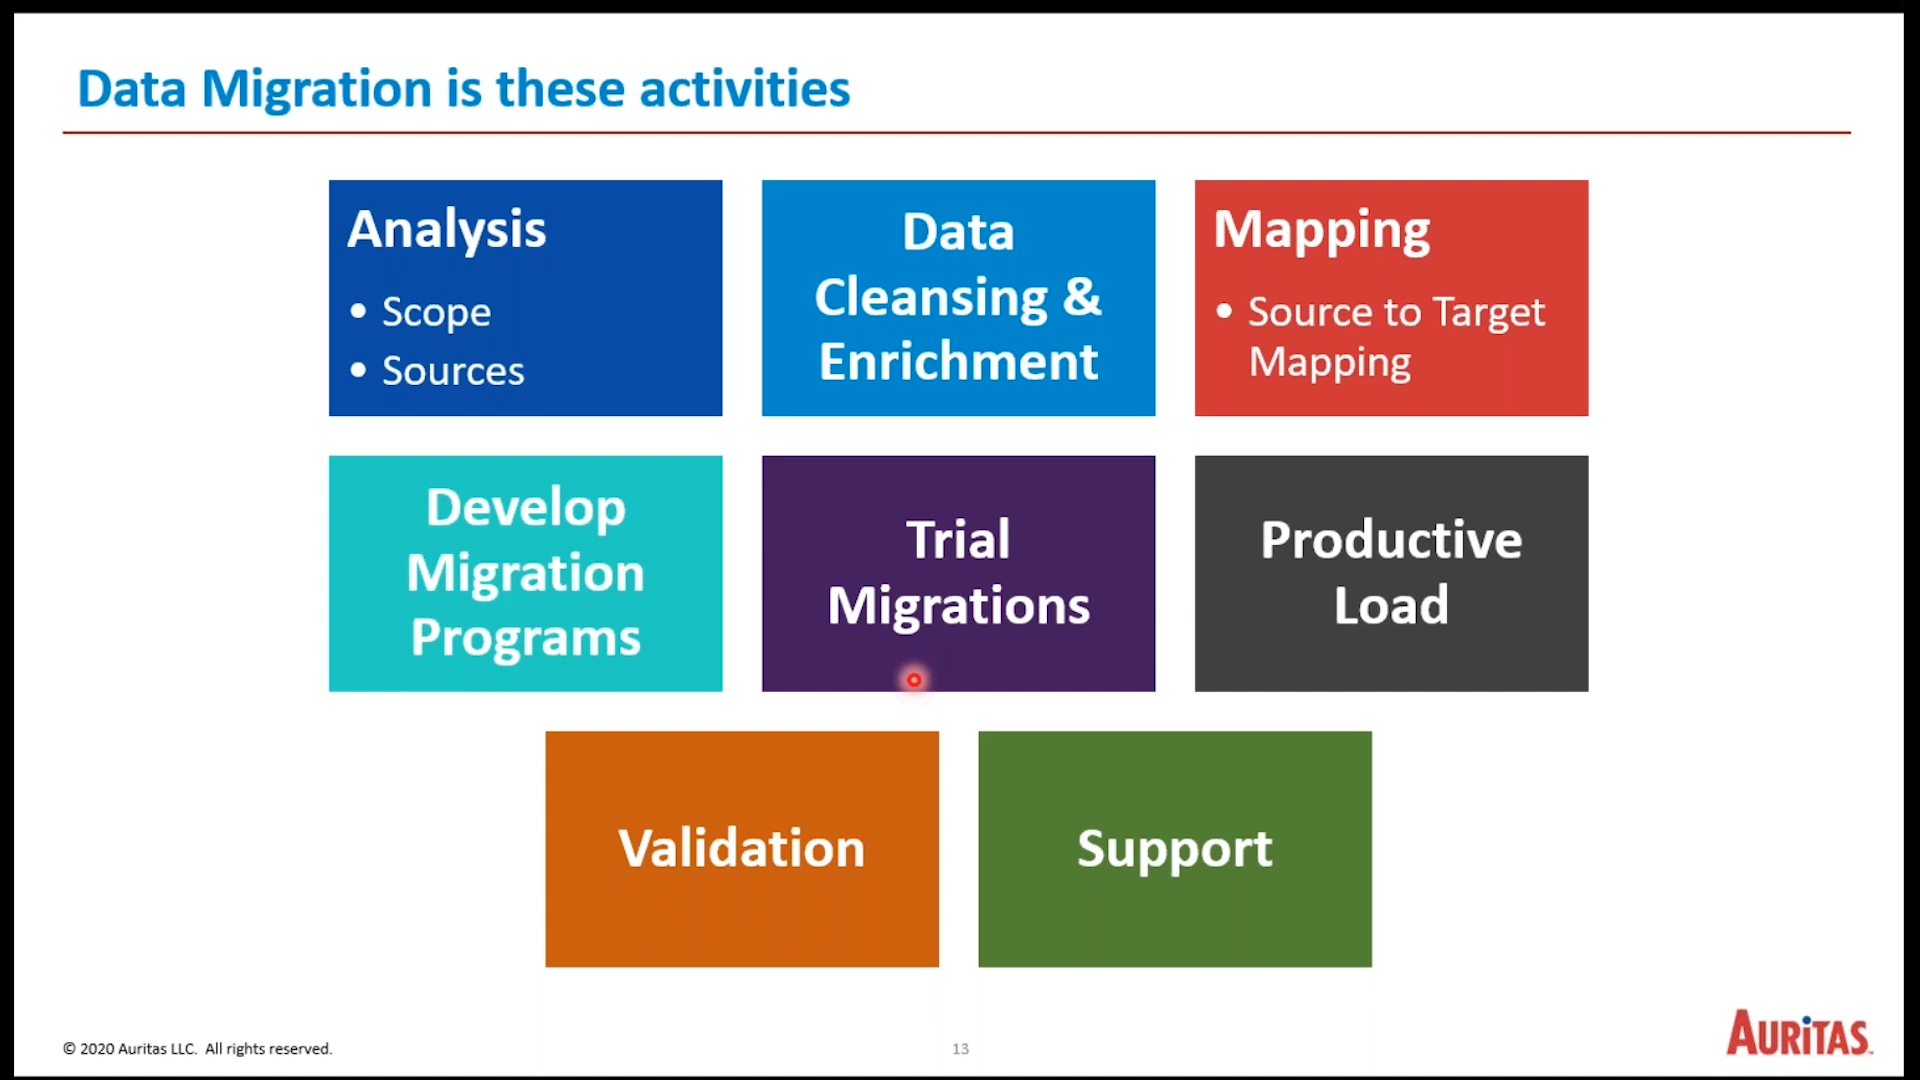 Data Migration is these activities
Analysis
• Scope
• Sources
Data
Cleansing &
Enrichment
Mapping
• Source to Target
Mapping
Develop
Migration
Programs
Trial
Migrations
Productive
Load
Validation
Support
© 2020 Auritas LLC. All rights reserved.
13
AURiTAS